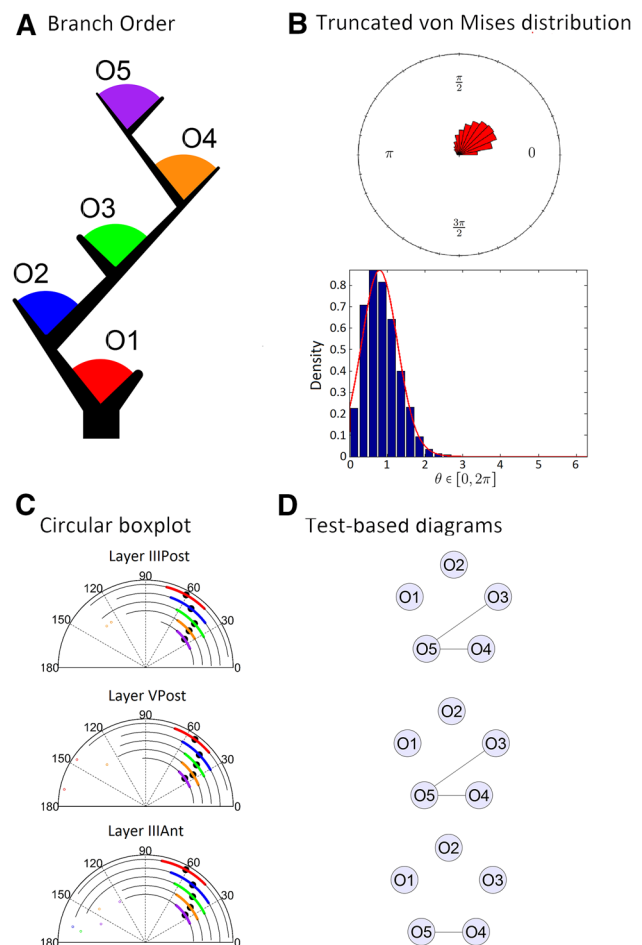 A Branch Order
O5
O4
O3
O2
O1
B Truncated von Mises distribution
π/2
π
0
3π/2
Density
0.8
0.7
0.6
0.5
0.4
0.3
0.2
0.1
0
0 1 2 3 4 5 6
θ ∈ [0, 2π]
C Circular boxplot
Layer IIIPost
90
120 60
150 30
180 0
Layer VPost
90
120 60
150 30
180 0
Layer IIIAnt
90
120 60
150 30
180 0
D Test-based diagrams
O2
O1 O3
O5 O4
O2
O1 O3
O5 O4
O2
O1 O3
O5 O4